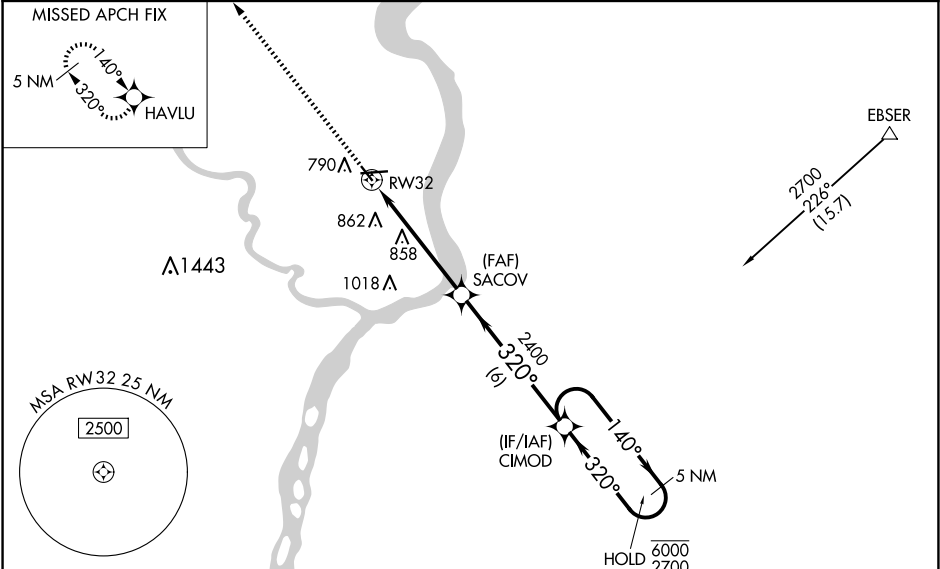 MISSED APCH FIX
5 NM
140°
320°
HAVLU
EBSER
2700
226°
(15.7)
790
RW32
862
858
1443
1018
(FAF)
SACOV
2400
320°
(6)
MSA RW32 25 NM
2500
(IF/IAF)
CIMOD
140°
320°
5 NM
HOLD
6000
2700